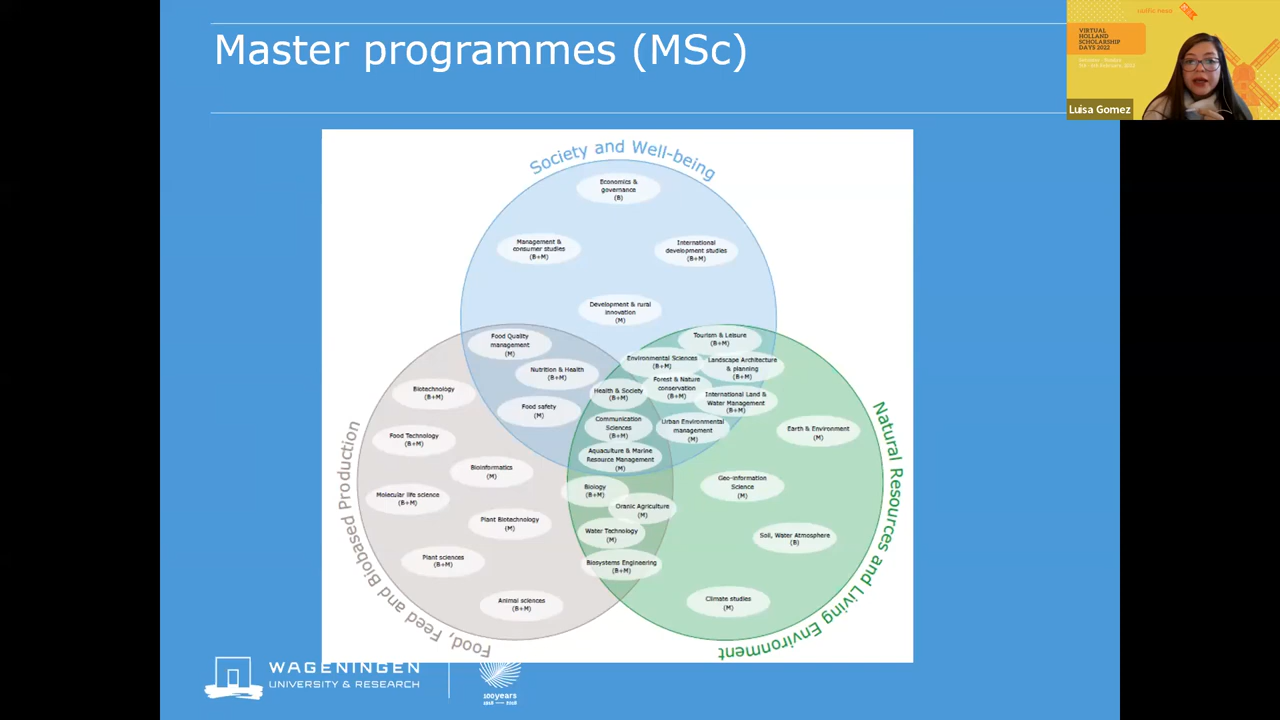 Master programmes (MSc)
nuffic neso
VIRTUAL
HOLLAND
SCHOLARSHIP
DAYS 2022
Luisa Gomez
Society and Well-being
Economics &
governance
(B)
Management &
consumer studies
(B+M)
International
development studies
(B+M)
Development & rural
innovation
(M)
Food Quality
management
(M)
Nutrition & Health
(B+M)
Food safety
(M)
Tourism & Leisure
(B+M)
Environmental Sciences
(B+M)
Landscape Architecture
& planning
(B+M)
Forest & Nature
conservation
(B+M)
International Land &
Water Management
(B+M)
Urban Environmental
management
(M)
Health & Society
(B+M)
Communication
Sciences
(B+M)
Aquaculture & Marine
Resource Management
(M)
Biotechnology
(B+M)
Food Technology
(B+M)
Bioinformatics
(M)
Molecular life science
(B+M)
Plant Biotechnology
(M)
Plant sciences
(B+M)
Animal sciences
(B+M)
Biology
(B+M)
Oranic Agriculture
(M)
Water Technology
(M)
Biosystems Engineering
(B+M)
Earth & Environment
(M)
Geo-information
Science
(M)
Soil, Water Atmosphere
(B)
Climate studies
(M)
Food, Feed and Biobased Production
Natural Resources and Living Environment
WAGENINGEN
UNIVERSITY & RESEARCH
100years
1918 — 2018